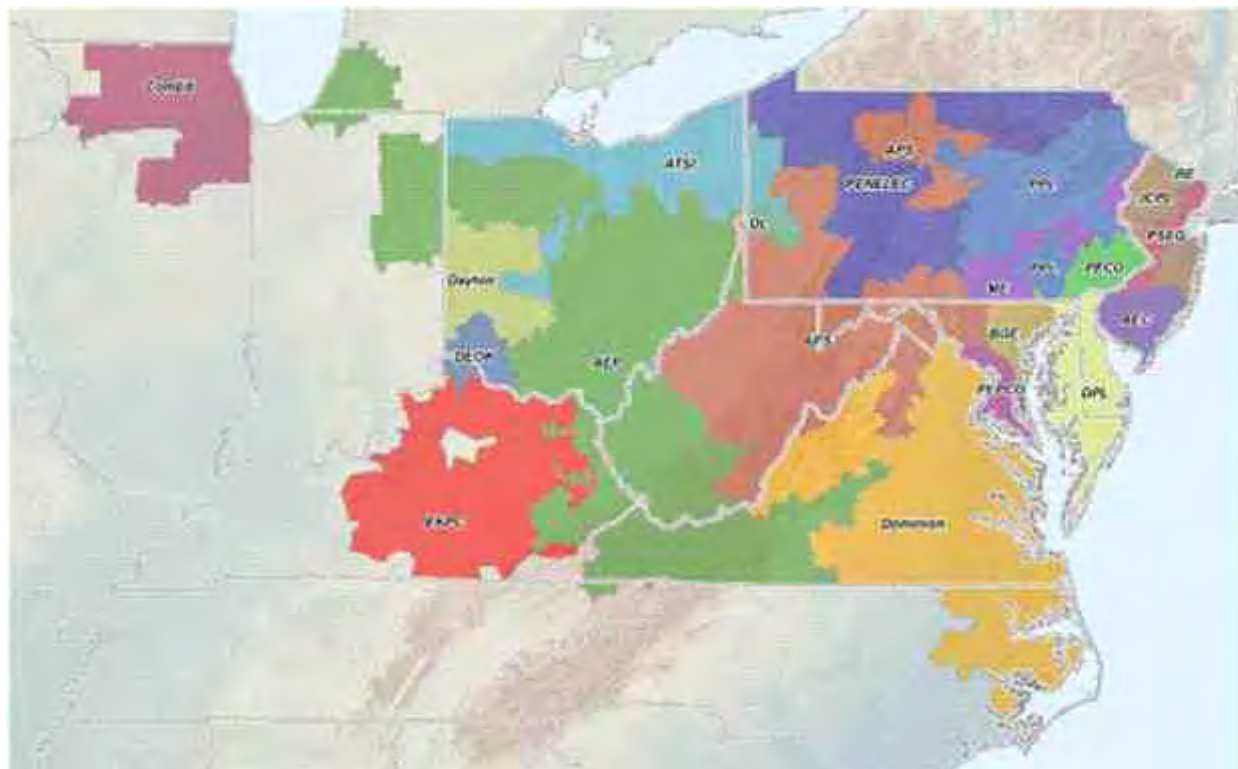 ComEd
ATSI
APS
PENELEC
PPL
RE
JCPL
DL
PSEG
PECO
PPL
ME
Dayton
AEC
BGE
APS
DEOK
AEP
PEPCO
DPL
EKPC
Dominion